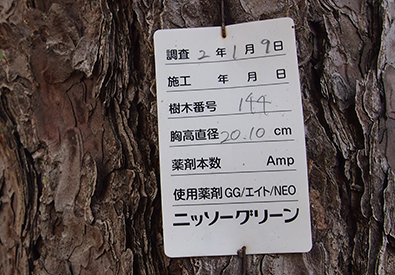 調査 2 年 1 月 9 日
施工 年 月 日
樹木番号 144
胸高直径 20.10 cm
薬剤本数 Amp
使用薬剤 GG/エイト/NEO
ニッソーグリーン